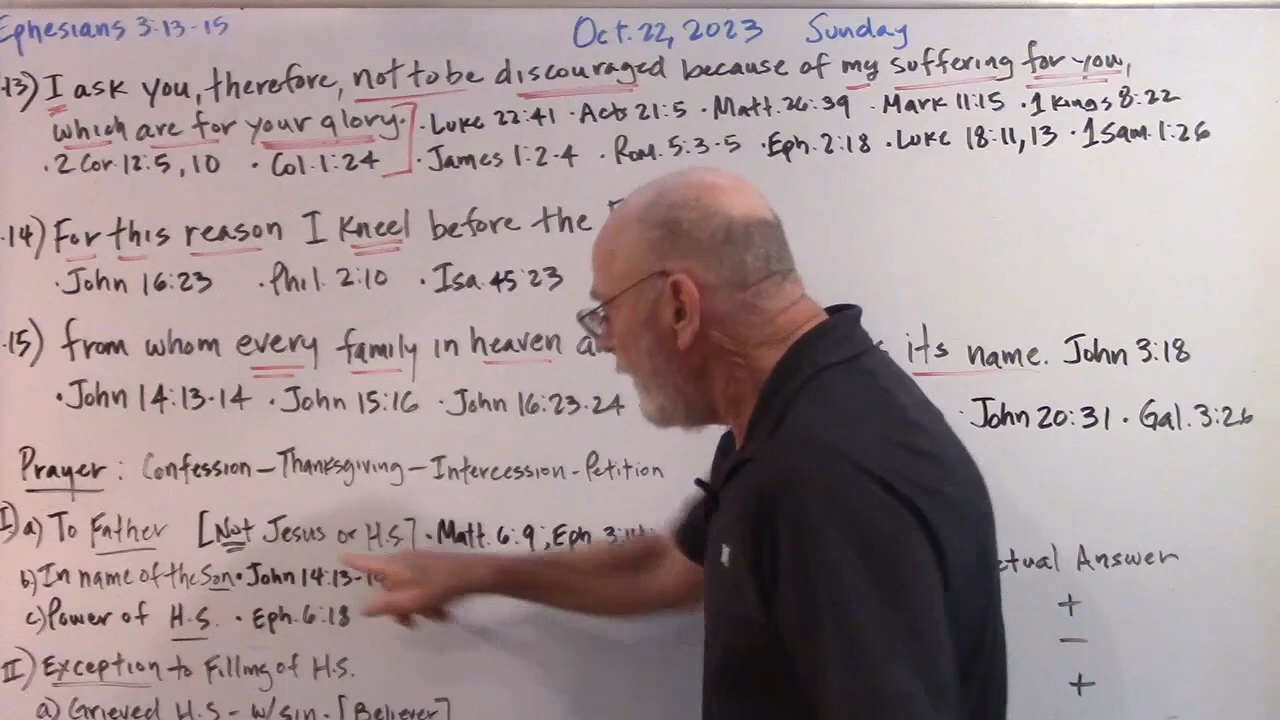 Ephesians 3:13-15 Oct. 22, 2023 Sunday
.13) I ask you, therefore, not to be discouraged because of my suffering for you,
which are for your glory. · Luke 22:41 · Acts 21:5 · Matt. 26:39 · Mark 11:15 · 1 Kings 8:22
· 2 Cor. 12:5, 10 · Col. 1:24 · James 1:2-4 · Rom. 5:3-5 · Eph. 2:18 · Luke 18:11, 13 · 1 Sam. 1:26
.14) For this reason I kneel before the
· John 16:23 · Phil. 2:10 · Isa. 45:23
.15) from whom every family in heaven its name. John 3:18
· John 14:13-14 · John 15:16 · John 16:23-24 · John 20:31 · Gal. 3:26
Prayer: Confession - Thanksgiving - Intercession - Petition
I) a) To Father [Not Jesus or H.S] · Matt. 6:9; Eph 3:14
b) In name of the Son · John 14:13-
c) Power of H.S. · Eph. 6:18
Answer
+
-
+
II) Exception to Filling of H.S.
a) Grieved H.S - w/sin - [Believer]